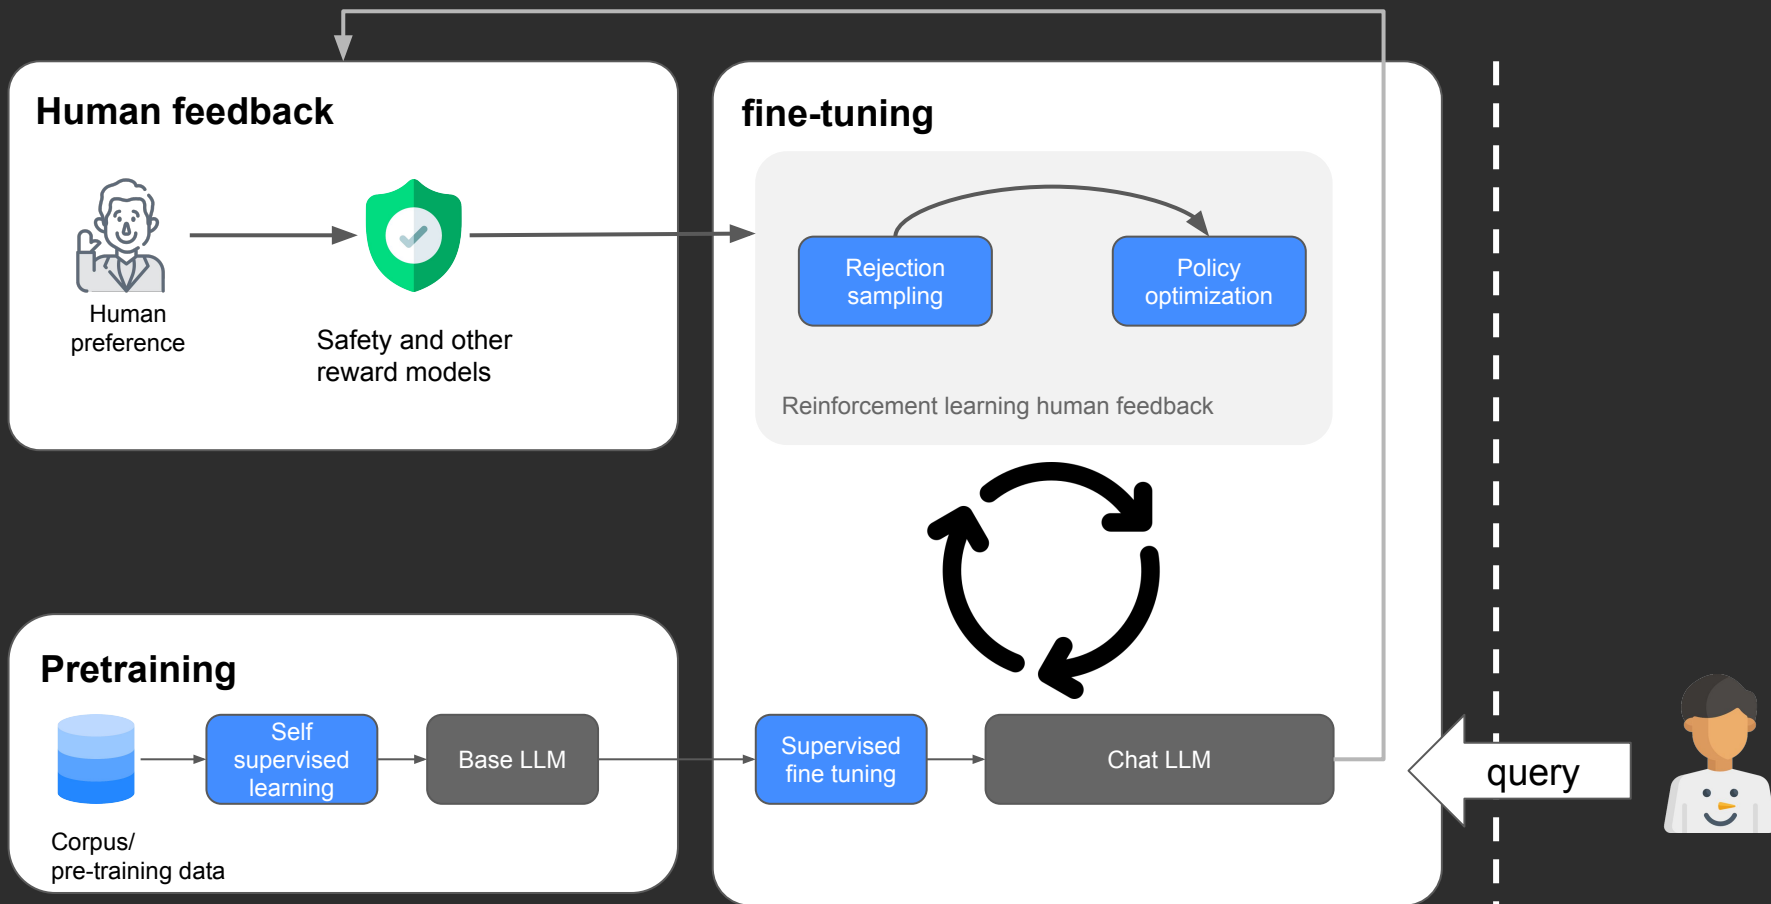 Human feedback
Human
preference
Safety and other
reward models
fine-tuning
Rejection
sampling
Policy
optimization
Reinforcement learning human feedback
Pretraining
Corpus/
pre-training data
Self
supervised
learning
Base LLM
Supervised
fine tuning
Chat LLM
query